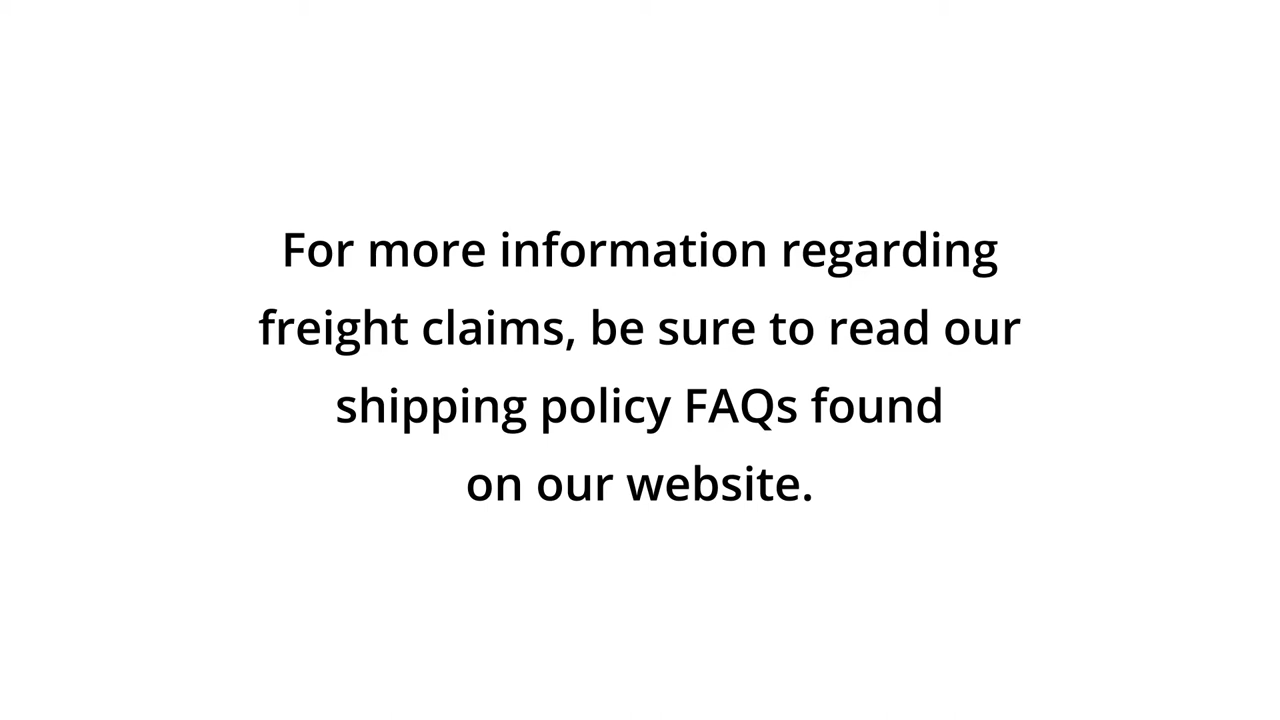 For more information regarding
freight claims, be sure to read our
shipping policy FAQs found
on our website.